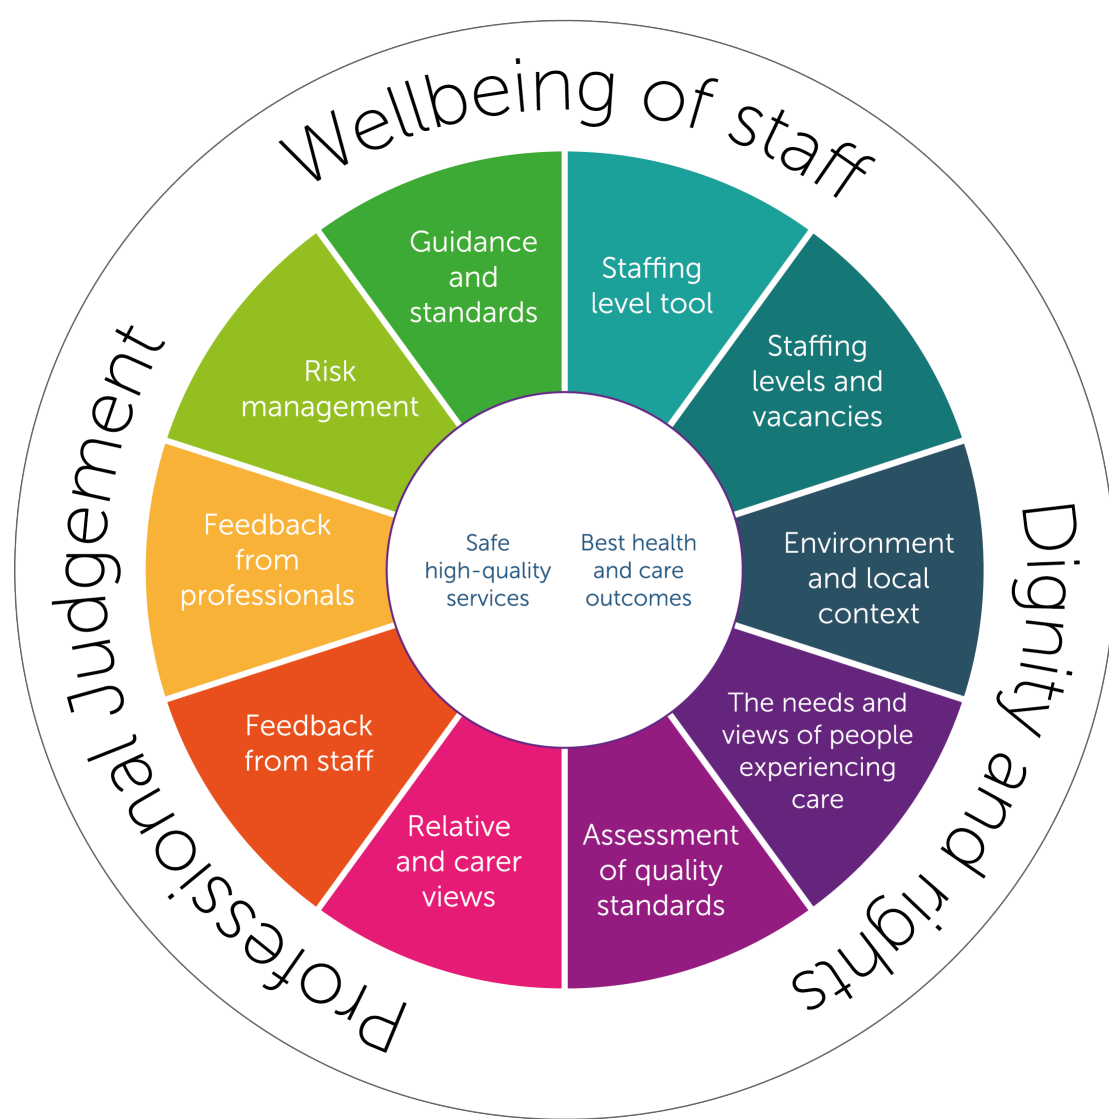 Wellbeing of staff
Staffing
level tool
Staffing
levels and
vacancies
Environment
and local
context
The needs and
views of people
experiencing
care
Assessment
of quality
standards
Relative
and carer
views
Feedback
from staff
Feedback
from
professionals
Risk
management
Guidance
and
standards
Safe
high-quality
services
Best health
and care
outcomes
Dignity and rights
Professional Judgement